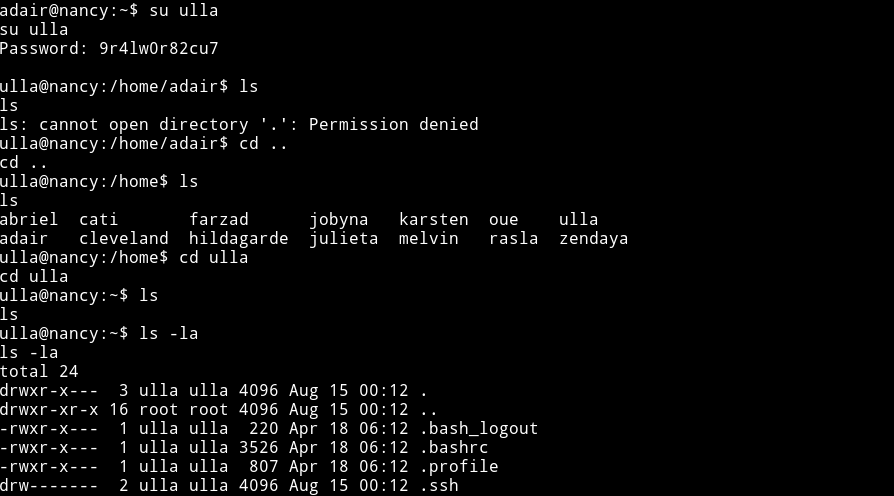 adair@nancy:~$ su ulla
su ulla
Password: 9r4lw0r82cu7
ulla@nancy:/home/adair$ ls
ls
ls: cannot open directory '.': Permission denied
ulla@nancy:/home/adair$ cd ..
cd ..
ulla@nancy:/home$ ls
ls
abriel  cati       farzad      jobyna   karsten  oue    ulla
adair   cleveland  hildagarde  julieta  melvin   rasla  zendaya
ulla@nancy:/home$ cd ulla
cd ulla
ulla@nancy:~$ ls
ls
ulla@nancy:~$ ls -la
ls -la
total 24
drwxr-x---  3 ulla ulla 4096 Aug 15 00:12 .
drwxr-xr-x 16 root root 4096 Aug 15 00:12 ..
-rwxr-x---  1 ulla ulla  220 Apr 18 06:12 .bash_logout
-rwxr-x---  1 ulla ulla 3526 Apr 18 06:12 .bashrc
-rwxr-x---  1 ulla ulla  807 Apr 18 06:12 .profile
drw-------  2 ulla ulla 4096 Aug 15 00:12 .ssh